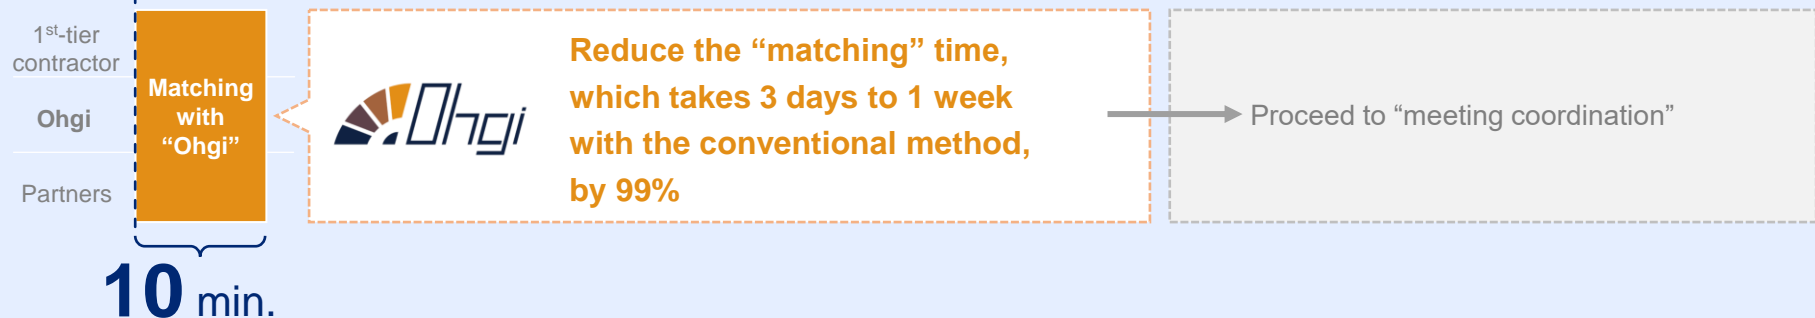 1st-tier
contractor
Ohgi
Partners
Matching
with
“Ohgi”
10 min.
Ohgi
Reduce the “matching” time,
which takes 3 days to 1 week
with the conventional method,
by 99%
Proceed to “meeting coordination”